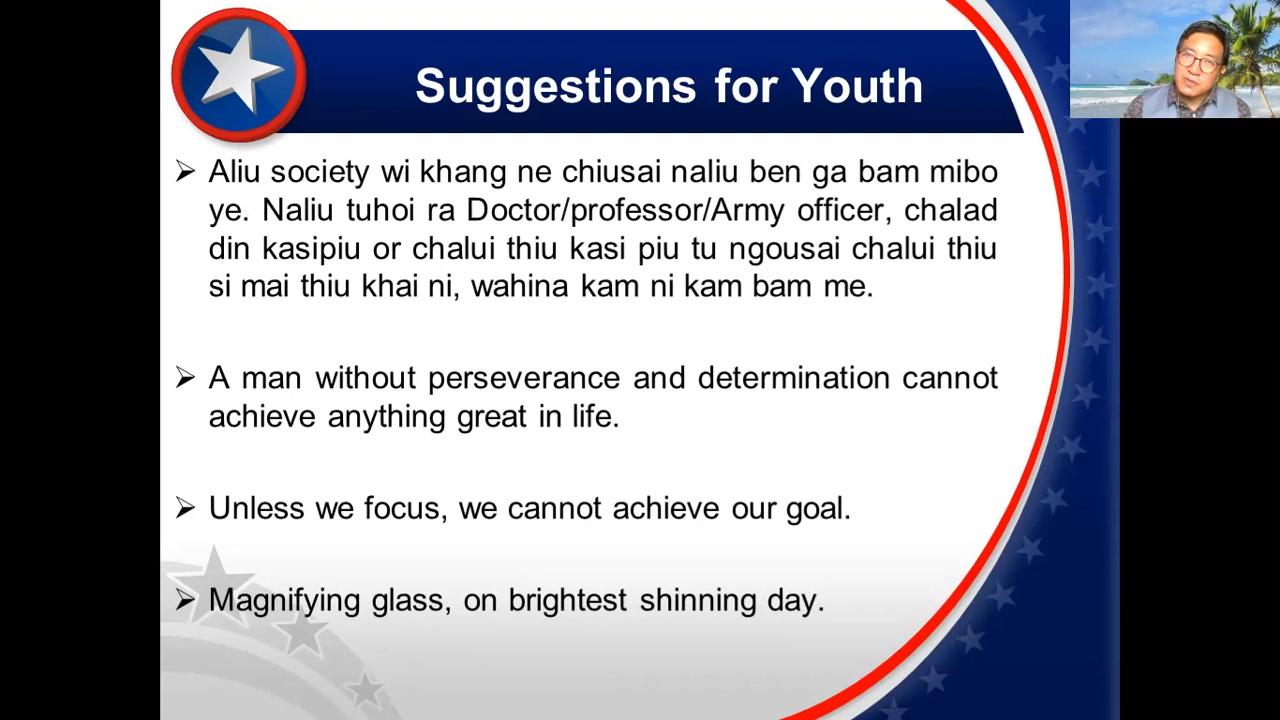 Suggestions for Youth
Aliu society wi khang ne chiusai naliu ben ga bam mibo
ye. Naliu tuhoi ra Doctor/professor/Army officer, chalad
din kasipiu or chalui thiu kasi piu tu ngousai chalui thiu
si mai thiu khai ni, wahina kam ni kam bam me.
A man without perseverance and determination cannot
achieve anything great in life.
Unless we focus, we cannot achieve our goal.
Magnifying glass, on brightest shinning day.